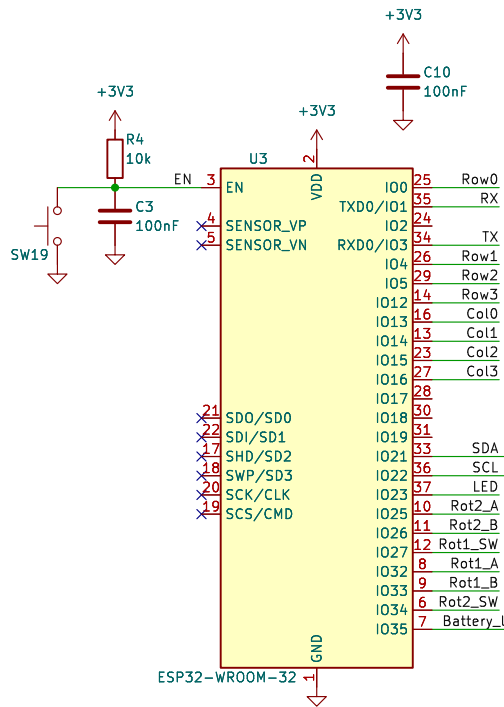 +3V3
C10
100nF
+3V3
+3V3
R4
10k
U3
EN
3
EN
2
VDD
C3
100nF
SW19
4
SENSOR_VP
5
SENSOR_VN
21
SDO/SD0
22
SDI/SD1
17
SHD/SD2
18
SWP/SD3
20
SCK/CLK
19
SCS/CMD
IO0
25
Row0
TXD0/IO1
35
RX
IO2
24
RXD0/IO3
34
TX
IO4
26
Row1
IO5
29
Row2
IO12
14
Row3
IO13
16
Col0
IO14
13
Col1
IO15
23
Col2
IO16
27
Col3
IO17
28
IO18
30
IO19
31
IO21
33
SDA
IO22
36
SCL
IO23
37
LED
IO25
10
Rot2_A
IO26
11
Rot2_B
IO27
12
Rot1_SW
IO32
8
Rot1_A
IO33
9
Rot1_B
IO34
6
Rot2_SW
IO35
7
Battery_
GND
1
ESP32-WROOM-32